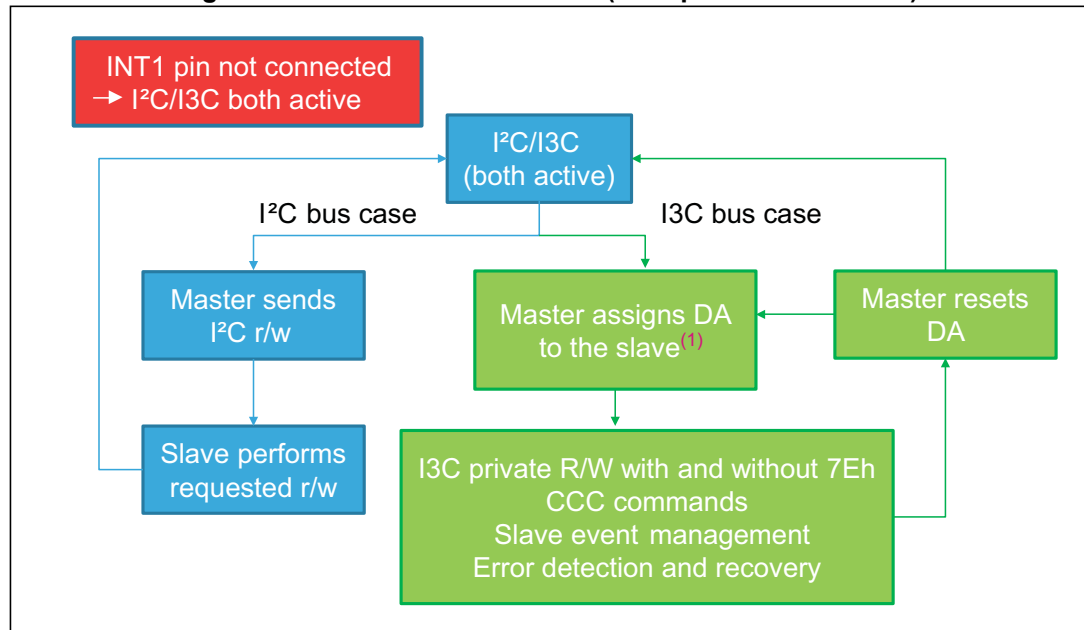 INT1 pin not connected
→ I²C/I3C both active
I²C/I3C
(both active)
I²C bus case
I3C bus case
Master sends
I²C r/w
Master assigns DA
to the slave(1)
Master resets
DA
Slave performs
requested r/w
I3C private R/W with and without 7Eh
CCC commands
Slave event management
Error detection and recovery